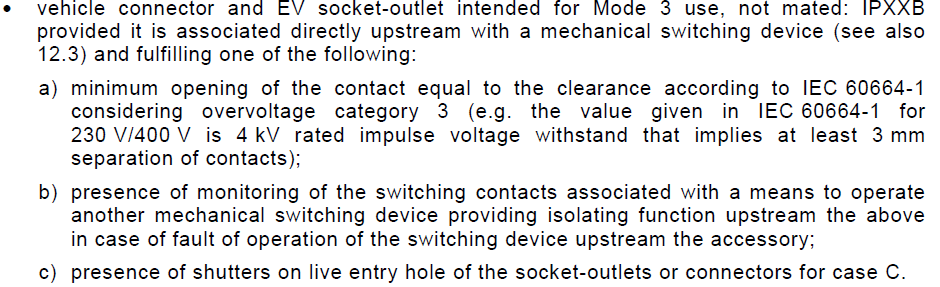 • vehicle connector and EV socket-outlet intended for Mode 3 use, not mated: IPXXB
provided it is associated directly upstream with a mechanical switching device (see also
12.3) and fulfilling one of the following:
a) minimum opening of the contact equal to the clearance according to IEC 60664-1
considering overvoltage category 3 (e.g. the value given in IEC 60664-1 for
230 V/400 V is 4 kV rated impulse voltage withstand that implies at least 3 mm
separation of contacts);
b) presence of monitoring of the switching contacts associated with a means to operate
another mechanical switching device providing isolating function upstream the above
in case of fault of operation of the switching device upstream the accessory;
c) presence of shutters on live entry hole of the socket-outlets or connectors for case C.